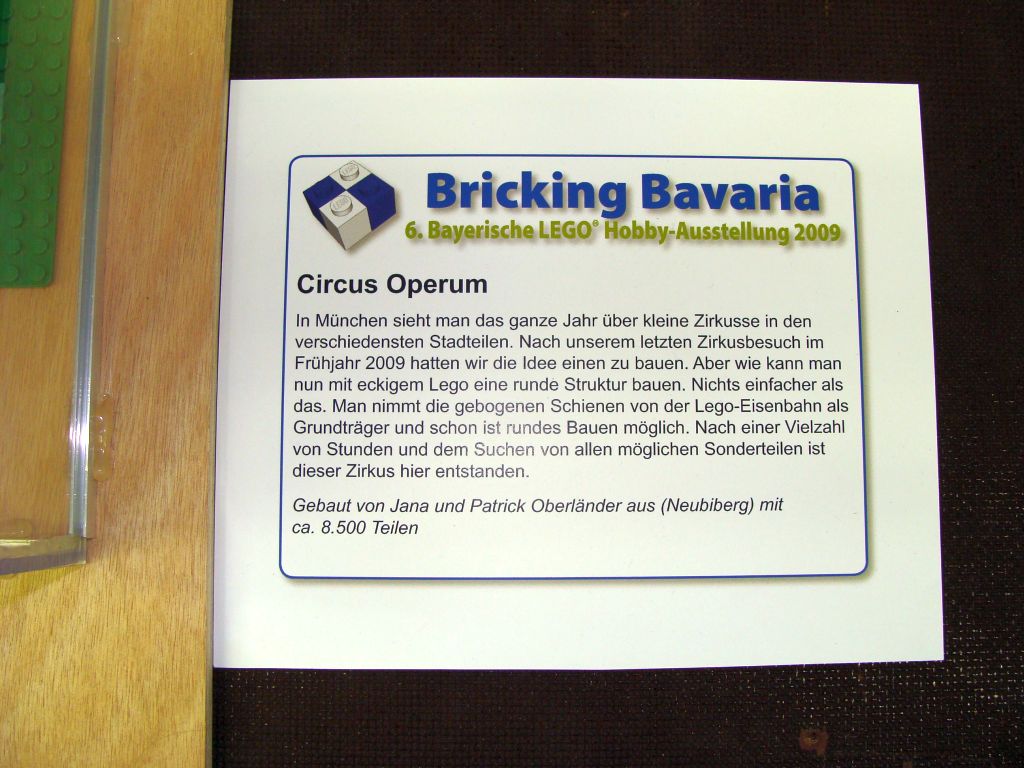 Bricking Bavaria
6. Bayerische LEGO® Hobby-Ausstellung 2009
Circus Operum
In München sieht man das ganze Jahr über kleine Zirkusse in den
verschiedensten Stadteilen. Nach unserem letzten Zirkusbesuch im
Frühjahr 2009 hatten wir die Idee einen zu bauen. Aber wie kann man
nun mit eckigem Lego eine runde Struktur bauen. Nichts einfacher als
das. Man nimmt die gebogenen Schienen von der Lego-Eisenbahn als
Grundträger und schon ist rundes Bauen möglich. Nach einer Vielzahl
von Stunden und dem Suchen von allen möglichen Sonderteilen ist
dieser Zirkus hier entstanden.
Gebaut von Jana und Patrick Oberländer aus (Neubiberg) mit
ca. 8.500 Teilen